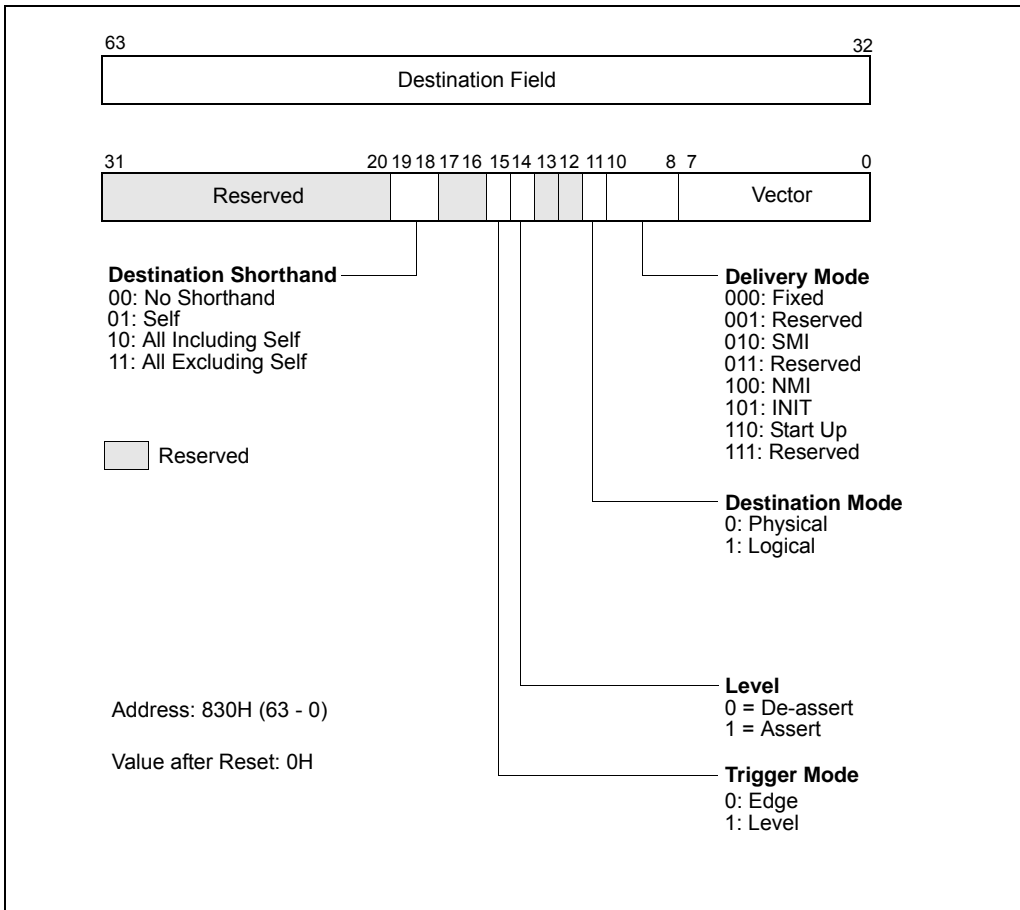 63 32
Destination Field
31 20 19 18 17 16 15 14 13 12 11 10 8 7 0
Reserved Vector
Destination Shorthand
00: No Shorthand
01: Self
10: All Including Self
11: All Excluding Self
Reserved
Delivery Mode
000: Fixed
001: Reserved
010: SMI
011: Reserved
100: NMI
101: INIT
110: Start Up
111: Reserved
Destination Mode
0: Physical
1: Logical
Level
0 = De-assert
1 = Assert
Address: 830H (63 - 0)
Value after Reset: 0H
Trigger Mode
0: Edge
1: Level